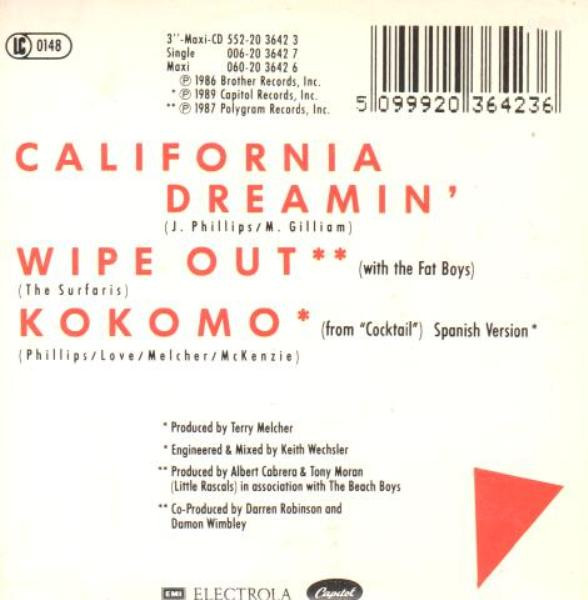 LC 0148
3''-Maxi-CD 552-20 3642 3
Single 006-20 3642 7
Maxi 060-20 3642 6
℗ 1986 Brother Records, Inc.
* ℗ 1989 Capitol Records, Inc.
** ℗ 1987 Polygram Records, Inc.
5 099920 364236
CALIFORNIA
DREAMIN'
(J. Phillips/M. Gilliam)
WIPE OUT** (with the Fat Boys)
(The Surfaris)
KOKOMO* (from "Cocktail") Spanish Version*
(Phillips/Love/Melcher/McKenzie)
* Produced by Terry Melcher
* Engineered & Mixed by Keith Wechsler
** Produced by Albert Cabrera & Tony Moran
(Little Rascals) in association with The Beach Boys
** Co-Produced by Darren Robinson and
Damon Wimbley
EMI ELECTROLA Capitol